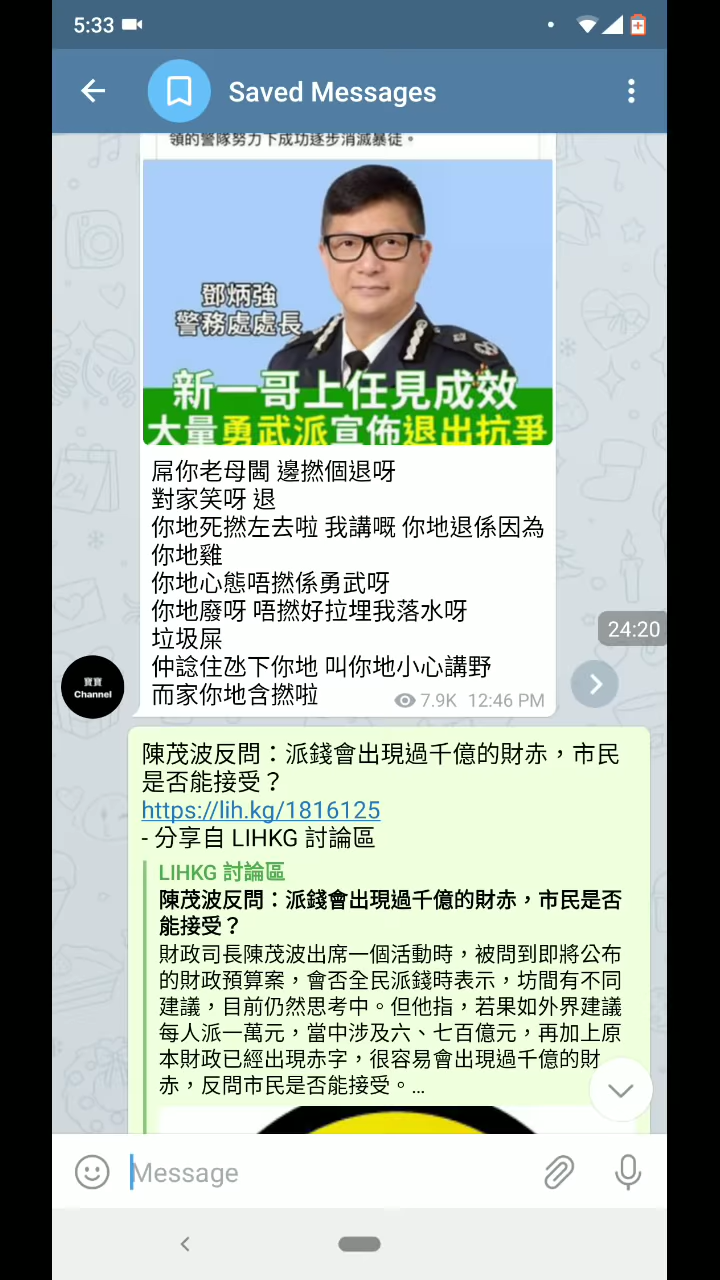 5:33
Saved Messages
領的警隊努力下成功逐步消滅暴徒。
鄧炳強
警務處處長
新一哥上任見成效
大量勇武派宣佈退出抗爭
屌你老母閪 邊撚個退呀
對家笑呀 退
你地死撚左去啦 我講嘅 你地退係因為
你地雞
你地心態唔撚係勇武呀
你地廢呀 唔撚好拉埋我落水呀
垃圾屎
仲諗住氹下你地 叫你地小心講野
而家你地含撚啦
7.9K 12:46 PM
24:20
寶寶
Channel
陳茂波反問：派錢會出現過千億的財赤，市民
是否能接受？
https://lih.kg/1816125
- 分享自 LIHKG 討論區
LIHKG 討論區
陳茂波反問：派錢會出現過千億的財赤，市民是否
能接受？
財政司長陳茂波出席一個活動時，被問到即將公布
的財政預算案，會否全民派錢時表示，坊間有不同
建議，目前仍然思考中。但他指，若果如外界建議
每人派一萬元，當中涉及六、七百億元，再加上原
本財政已經出現赤字，很容易會出現過千億的財
赤，反問市民是否能接受。...
Message